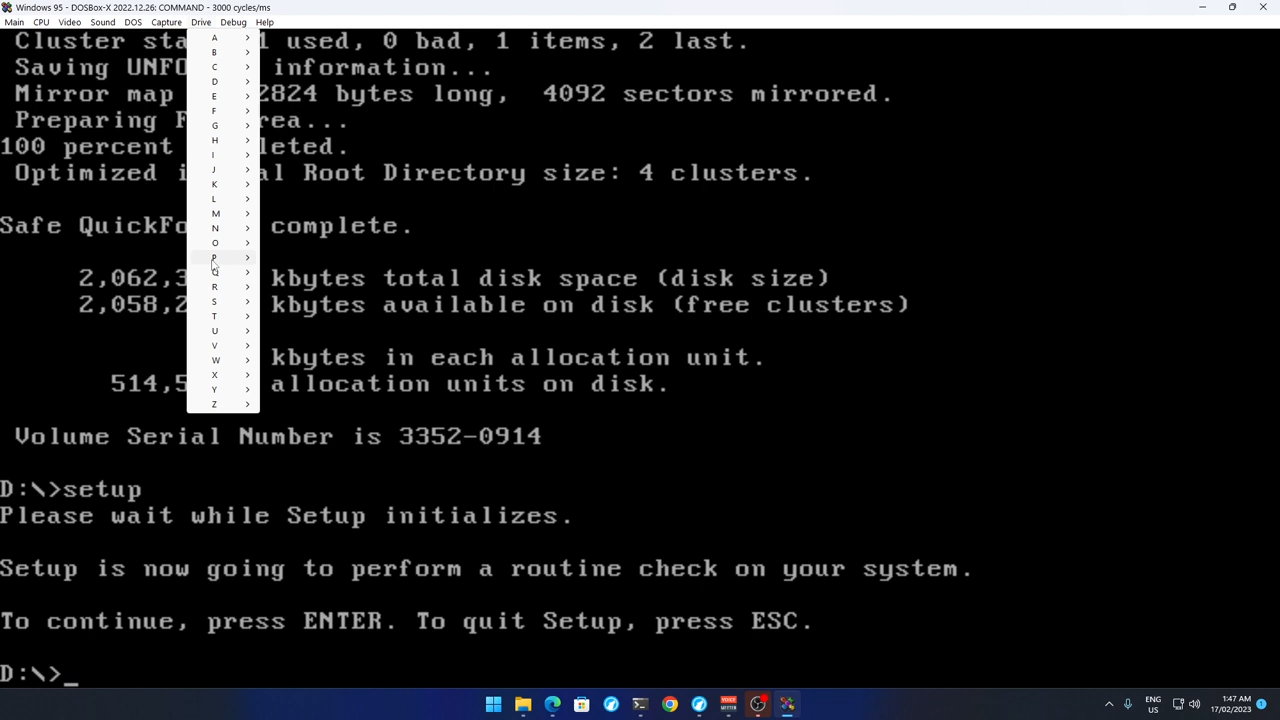 Windows 95 - DOSBox-X 2022.12.26: COMMAND - 3000 cycles/ms
Main CPU Video Sound DOS Capture Drive Debug Help
A
B
C
D
E
F
G
H
I
J
K
L
M
N
O
P
Q
R
S
T
U
V
W
X
Y
Z
Cluster 1 used, 0 bad, 1 items, 2 last.
Saving information...
Mirror map 2824 bytes long, 4092 sectors mirrored.
Preparing
100 percent
Optimized Root Directory size: 4 clusters.
Safe complete.
2,062,3 kbytes total disk space (disk size)
2,058,2 kbytes available on disk (free clusters)
kbytes in each allocation unit.
514,5 allocation units on disk.
Volume Serial Number is 3352-0914
D:\>setup
Please wait while Setup initializes.
Setup is now going to perform a routine check on your system.
To continue, press ENTER. To quit Setup, press ESC.
D:\>_
ENG
US
1:47 AM
17/02/2023